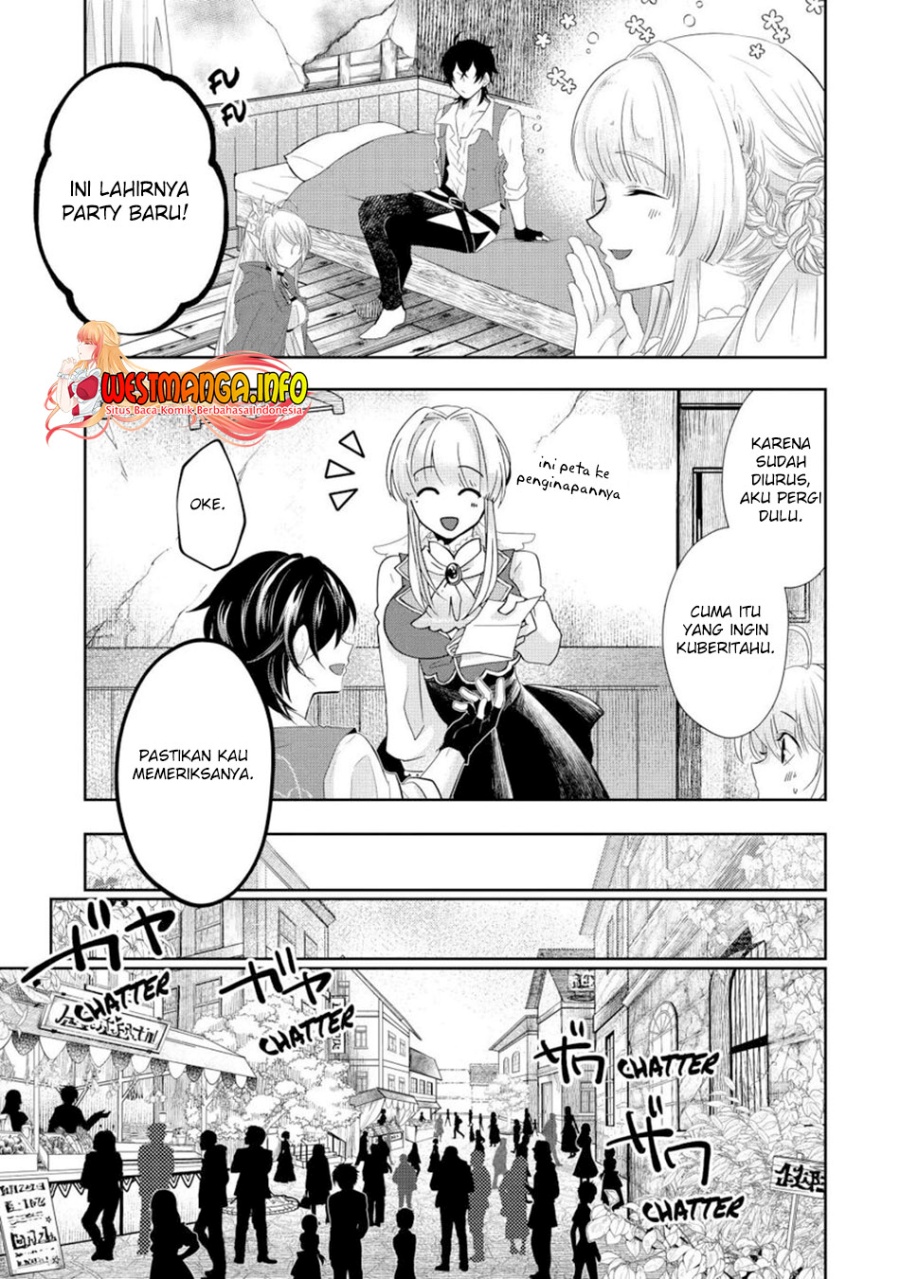 FU
FU
INI LAHIRNYA
PARTY BARU!
WESTMANGA.INFO
Situs Baca Komik Berbahasa Indonesia
KARENA
SUDAH
DIURUS,
AKU PERGI
DULU.
CUMA ITU
YANG INGIN
KUBERITAHU.
ini peta ke
penginapannya
OKE.
PASTIKAN KAU
MEMERIKSANYA.
ガヤ
CHATTER
ガヤ
CHATTER
ザワ
CHATTER
ザワ
CHATTER